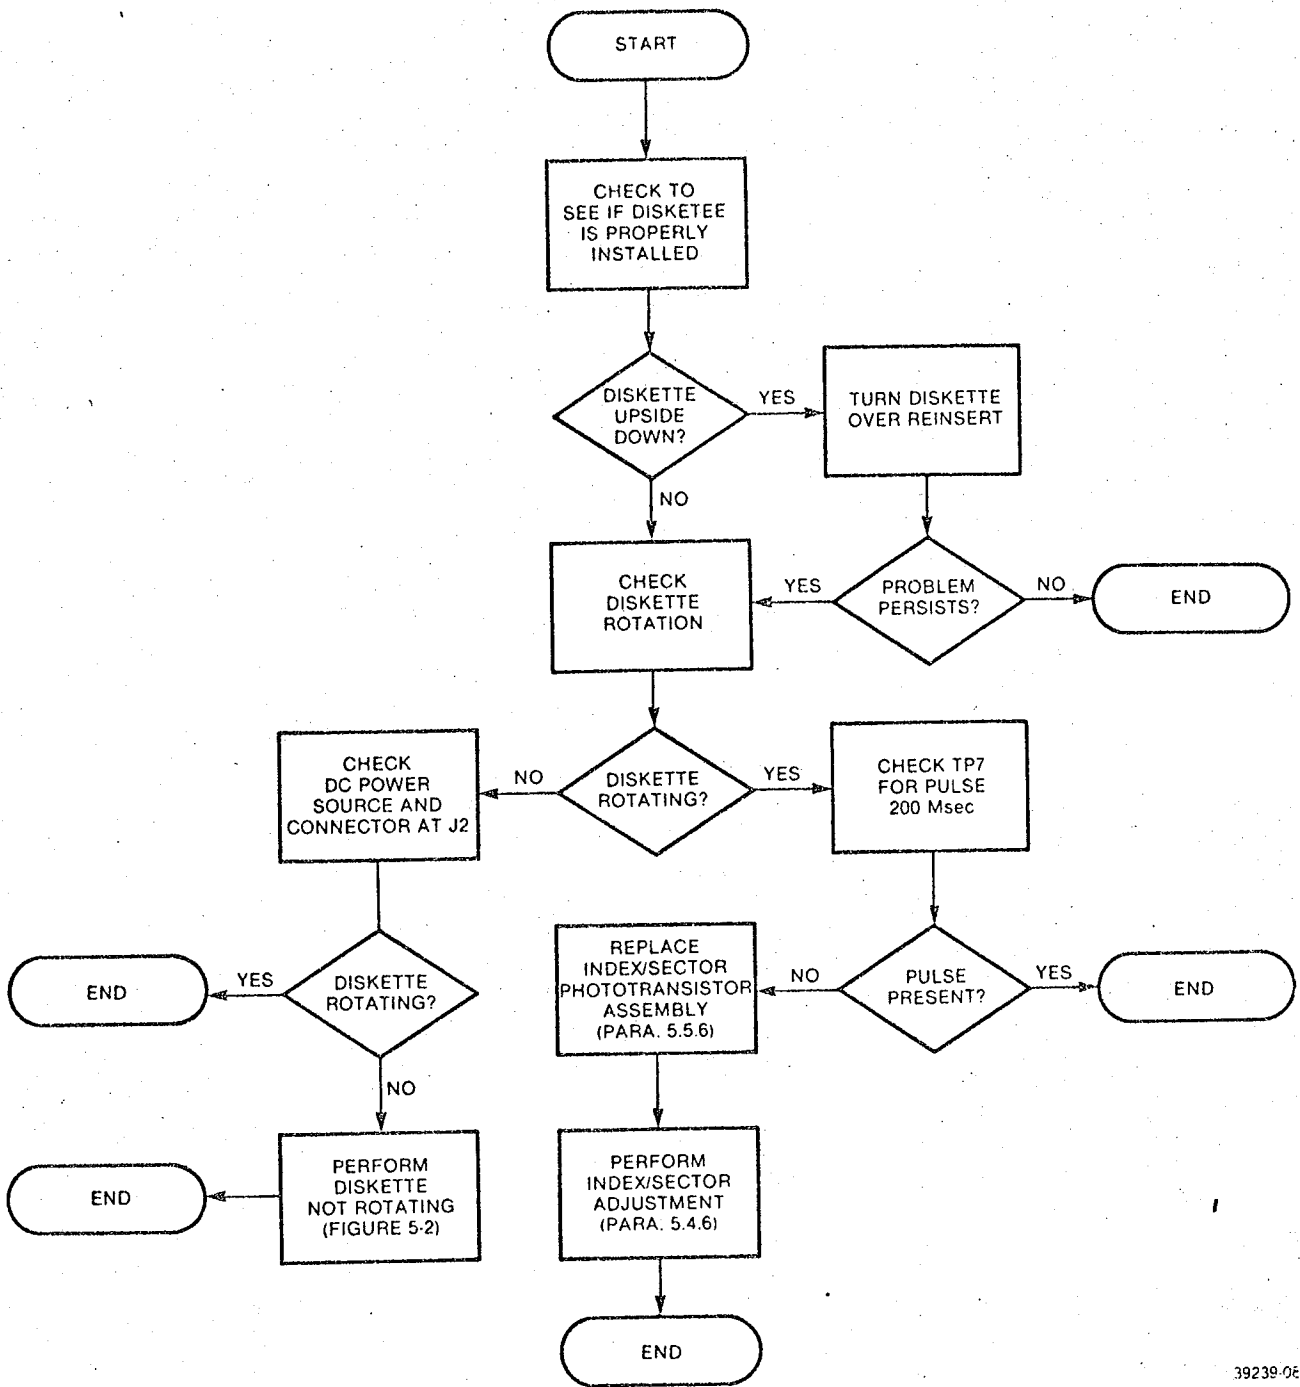 START
CHECK TO
SEE IF DISKETEE
IS PROPERLY
INSTALLED
DISKETTE
UPSIDE
DOWN?
YES
TURN DISKETTE
OVER REINSERT
NO
CHECK
DISKETTE
ROTATION
YES
PROBLEM
PERSISTS?
NO
END
CHECK
DC POWER
SOURCE AND
CONNECTOR AT J2
NO
DISKETTE
ROTATING?
YES
CHECK TP7
FOR PULSE
200 Msec
END
YES
DISKETTE
ROTATING?
REPLACE
INDEX/SECTOR
PHOTOTRANSISTOR
ASSEMBLY
(PARA. 5.5.6)
NO
PULSE
PRESENT?
YES
END
NO
END
PERFORM
DISKETTE
NOT ROTATING
(FIGURE 5-2)
PERFORM
INDEX/SECTOR
ADJUSTMENT
(PARA. 5.4.6)
END